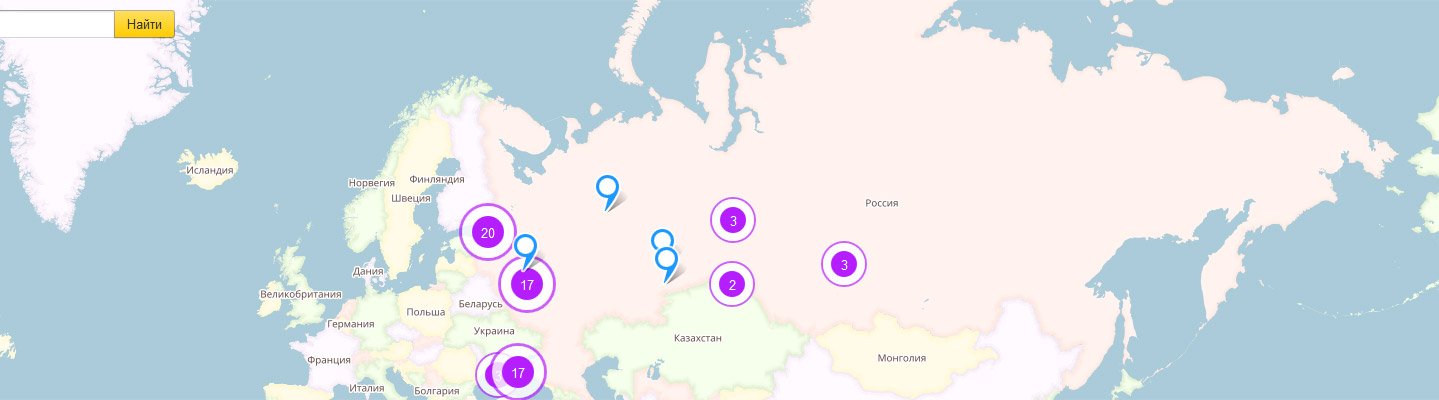 Найти
Исландия
Норвегия
Финляндия
Швеция
Россия
3
20
3
17
2
Дания
Великобритания
Беларусь
Польша
Германия
Украина
Казахстан
Франция
Монголия
17
Италия
Болгария